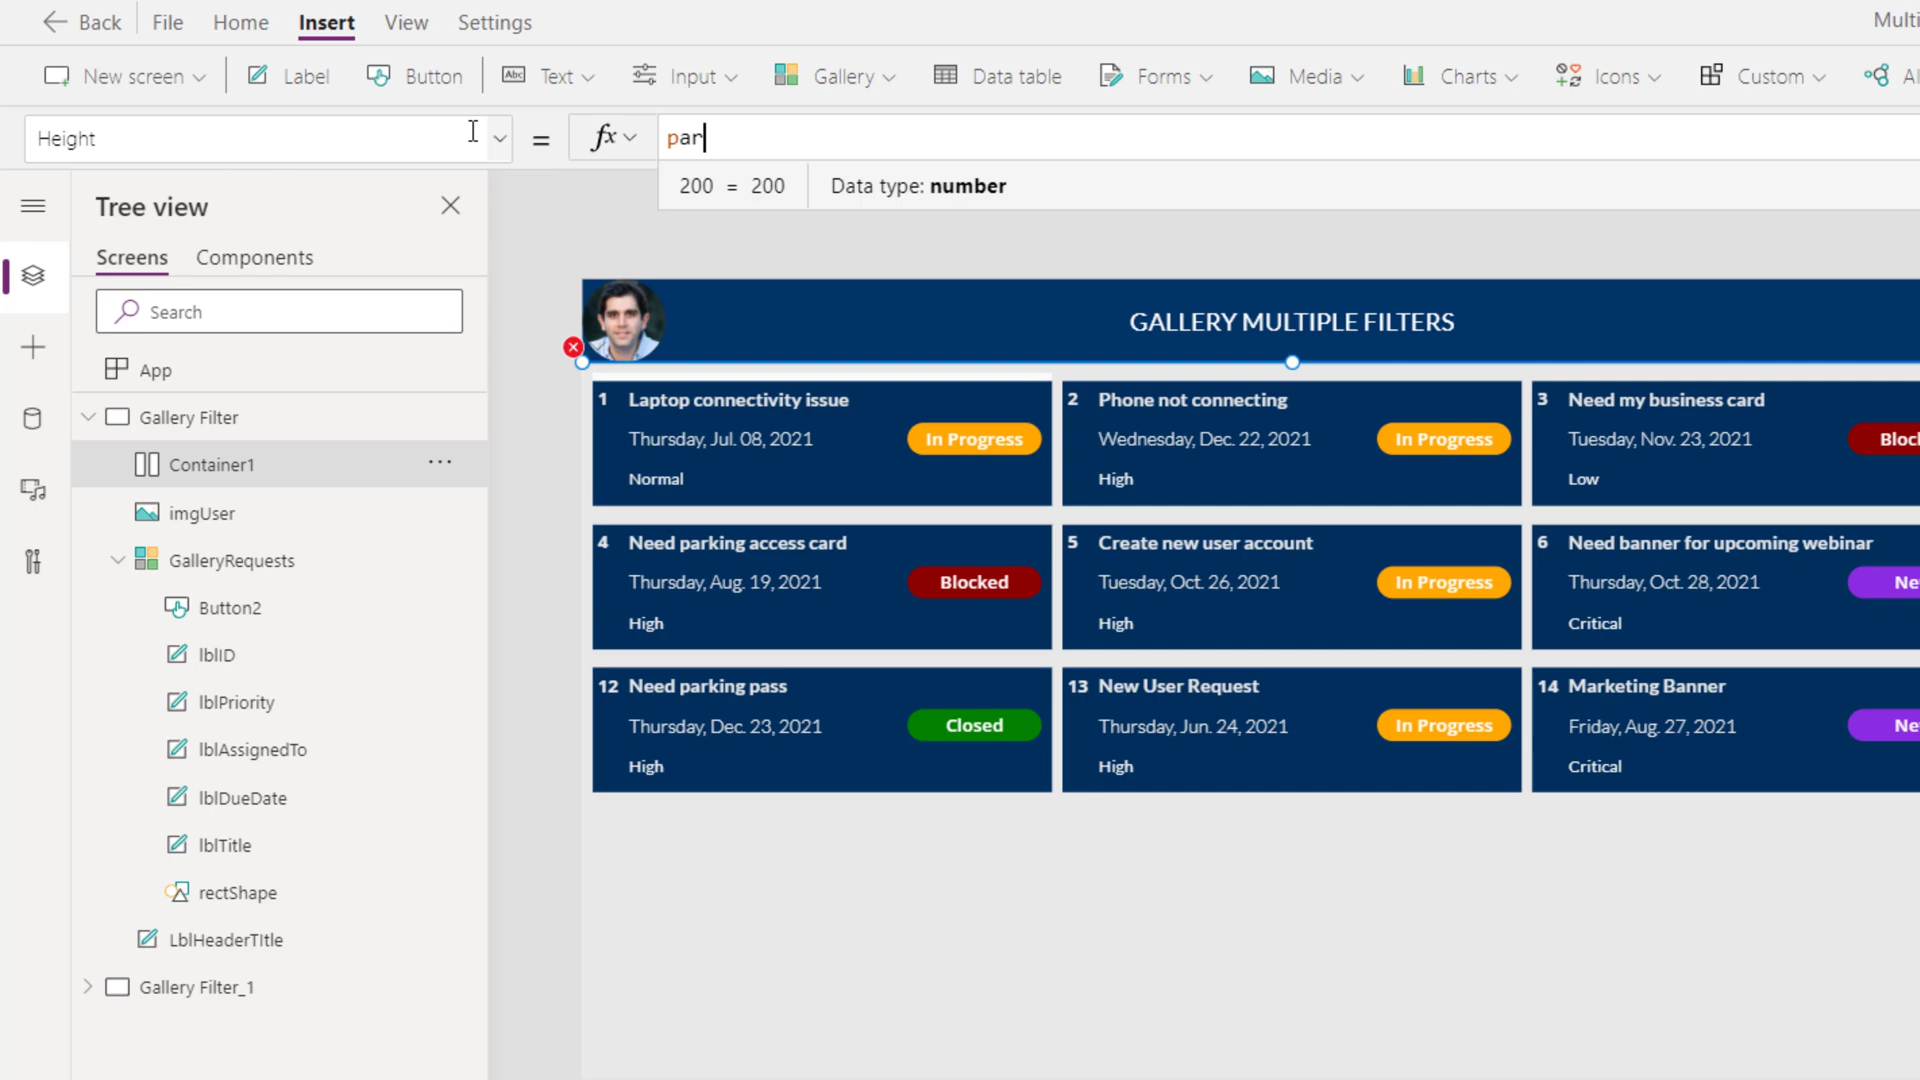 Back File Home Insert View Settings Multi
New screen Label Button Abc Text Input Gallery Data table Forms Media Charts Icons Custom AI
Height = fx par
200 = 200 Data type: number
Tree view
Screens Components
Search
App
Gallery Filter
Container1 ...
imgUser
GalleryRequests
Button2
lblID
lblPriority
lblAssignedTo
lblDueDate
lblTitle
rectShape
LblHeaderTItle
Gallery Filter_1
GALLERY MULTIPLE FILTERS
1 Laptop connectivity issue
Thursday, Jul. 08, 2021 In Progress
Normal
2 Phone not connecting
Wednesday, Dec. 22, 2021 In Progress
High
3 Need my business card
Tuesday, Nov. 23, 2021 Bloc
Low
4 Need parking access card
Thursday, Aug. 19, 2021 Blocked
High
5 Create new user account
Tuesday, Oct. 26, 2021 In Progress
High
6 Need banner for upcoming webinar
Thursday, Oct. 28, 2021 Ne
Critical
12 Need parking pass
Thursday, Dec. 23, 2021 Closed
High
13 New User Request
Thursday, Jun. 24, 2021 In Progress
High
14 Marketing Banner
Friday, Aug. 27, 2021 Ne
Critical